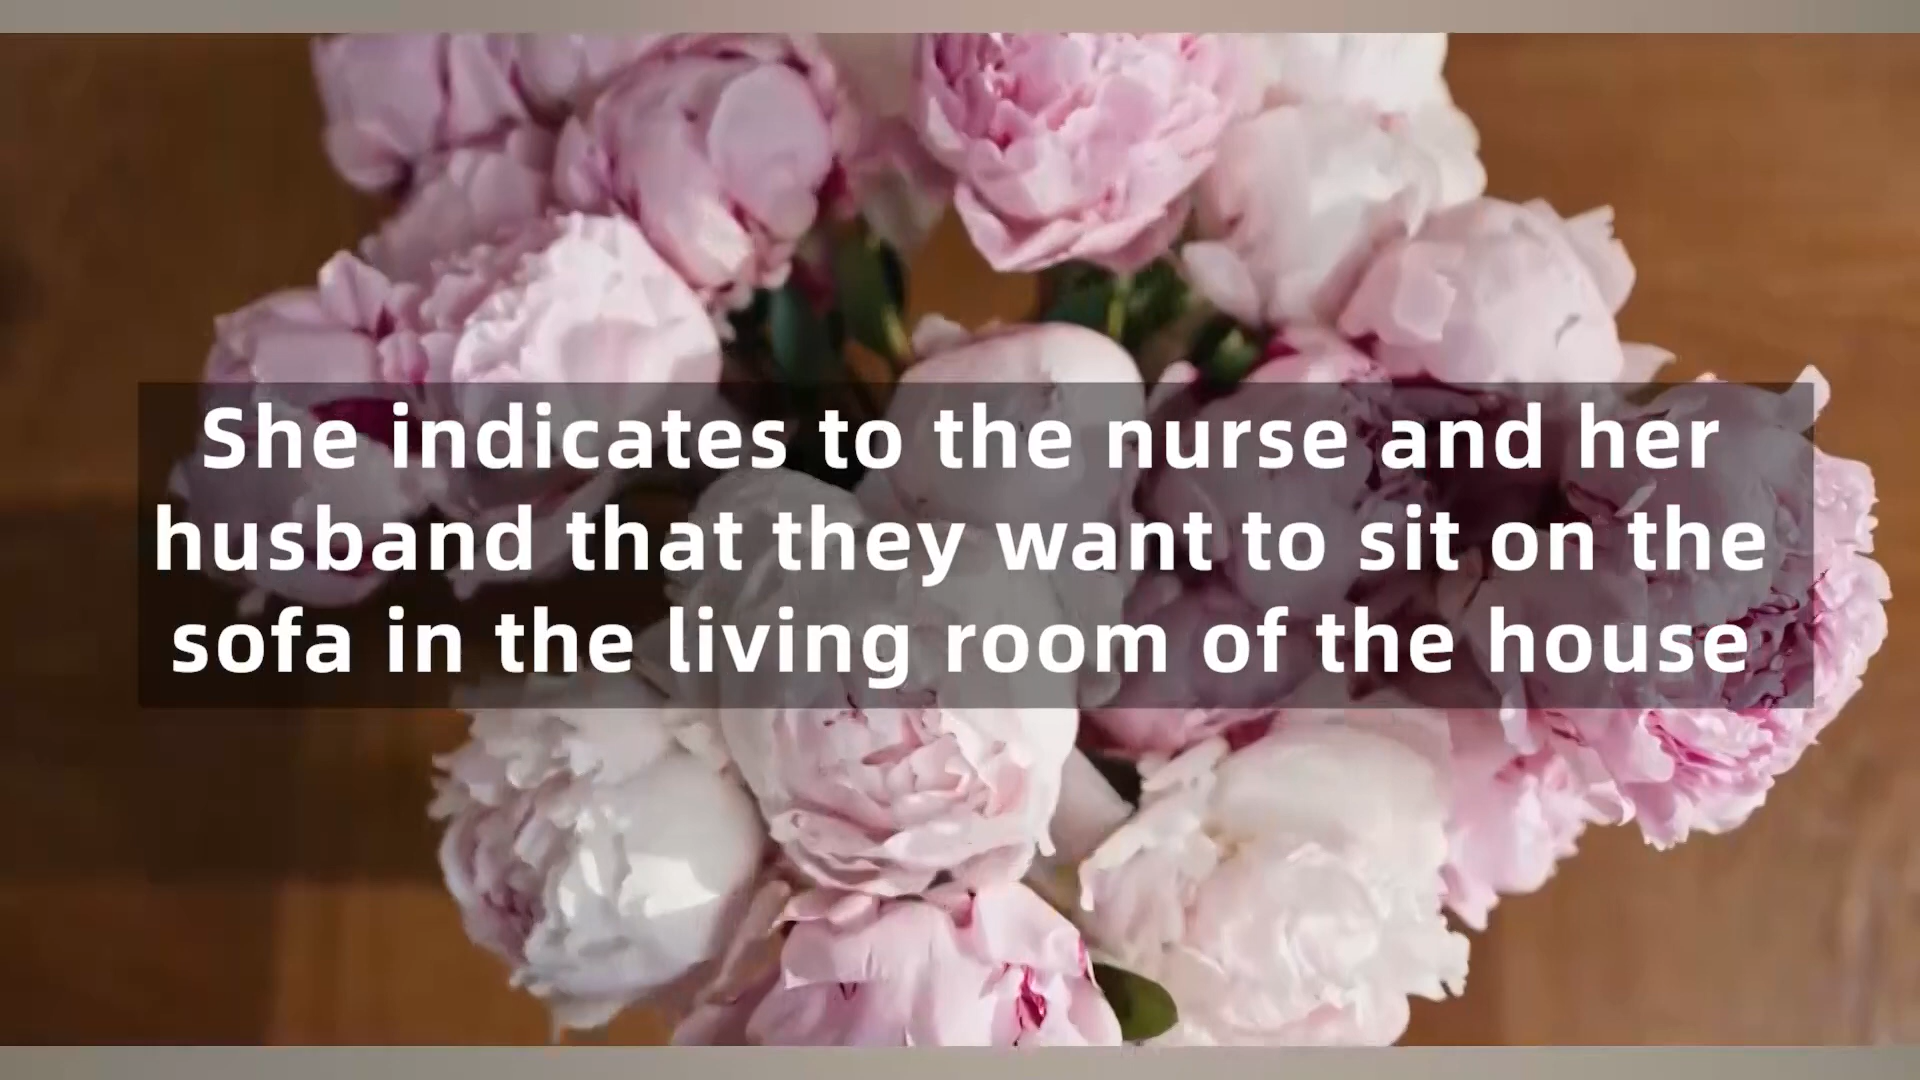 She indicates to the nurse and her
husband that they want to sit on the
sofa in the living room of the house